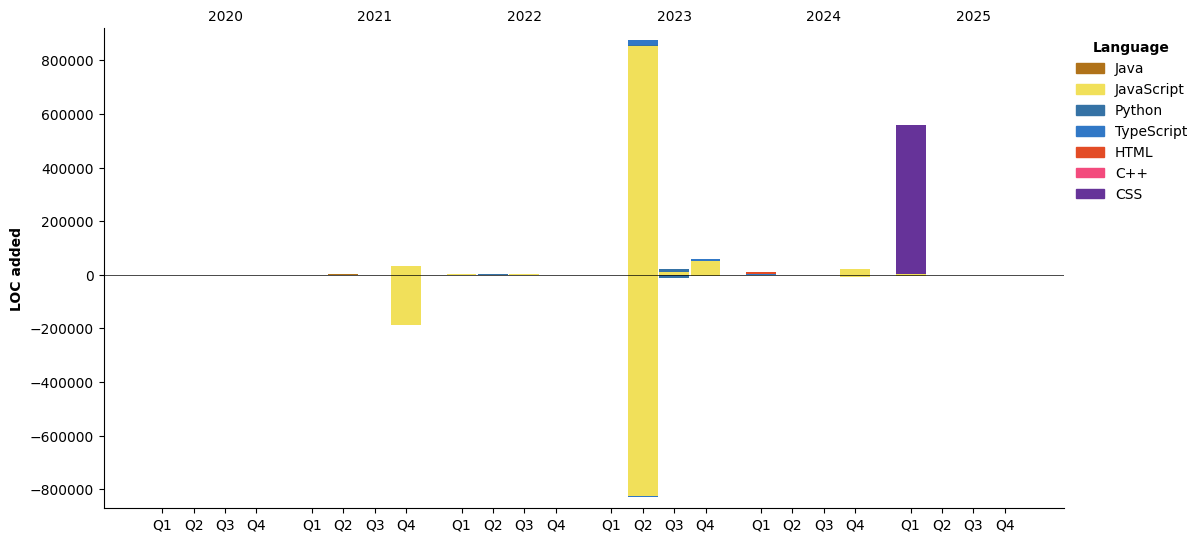 2020 2021 2022 2023 2024 2025
Language
Java
JavaScript
Python
TypeScript
HTML
C++
CSS
LOC added
800000
600000
400000
200000
0
−200000
−400000
−600000
−800000
Q1 Q2 Q3 Q4 Q1 Q2 Q3 Q4 Q1 Q2 Q3 Q4 Q1 Q2 Q3 Q4 Q1 Q2 Q3 Q4 Q1 Q2 Q3 Q4